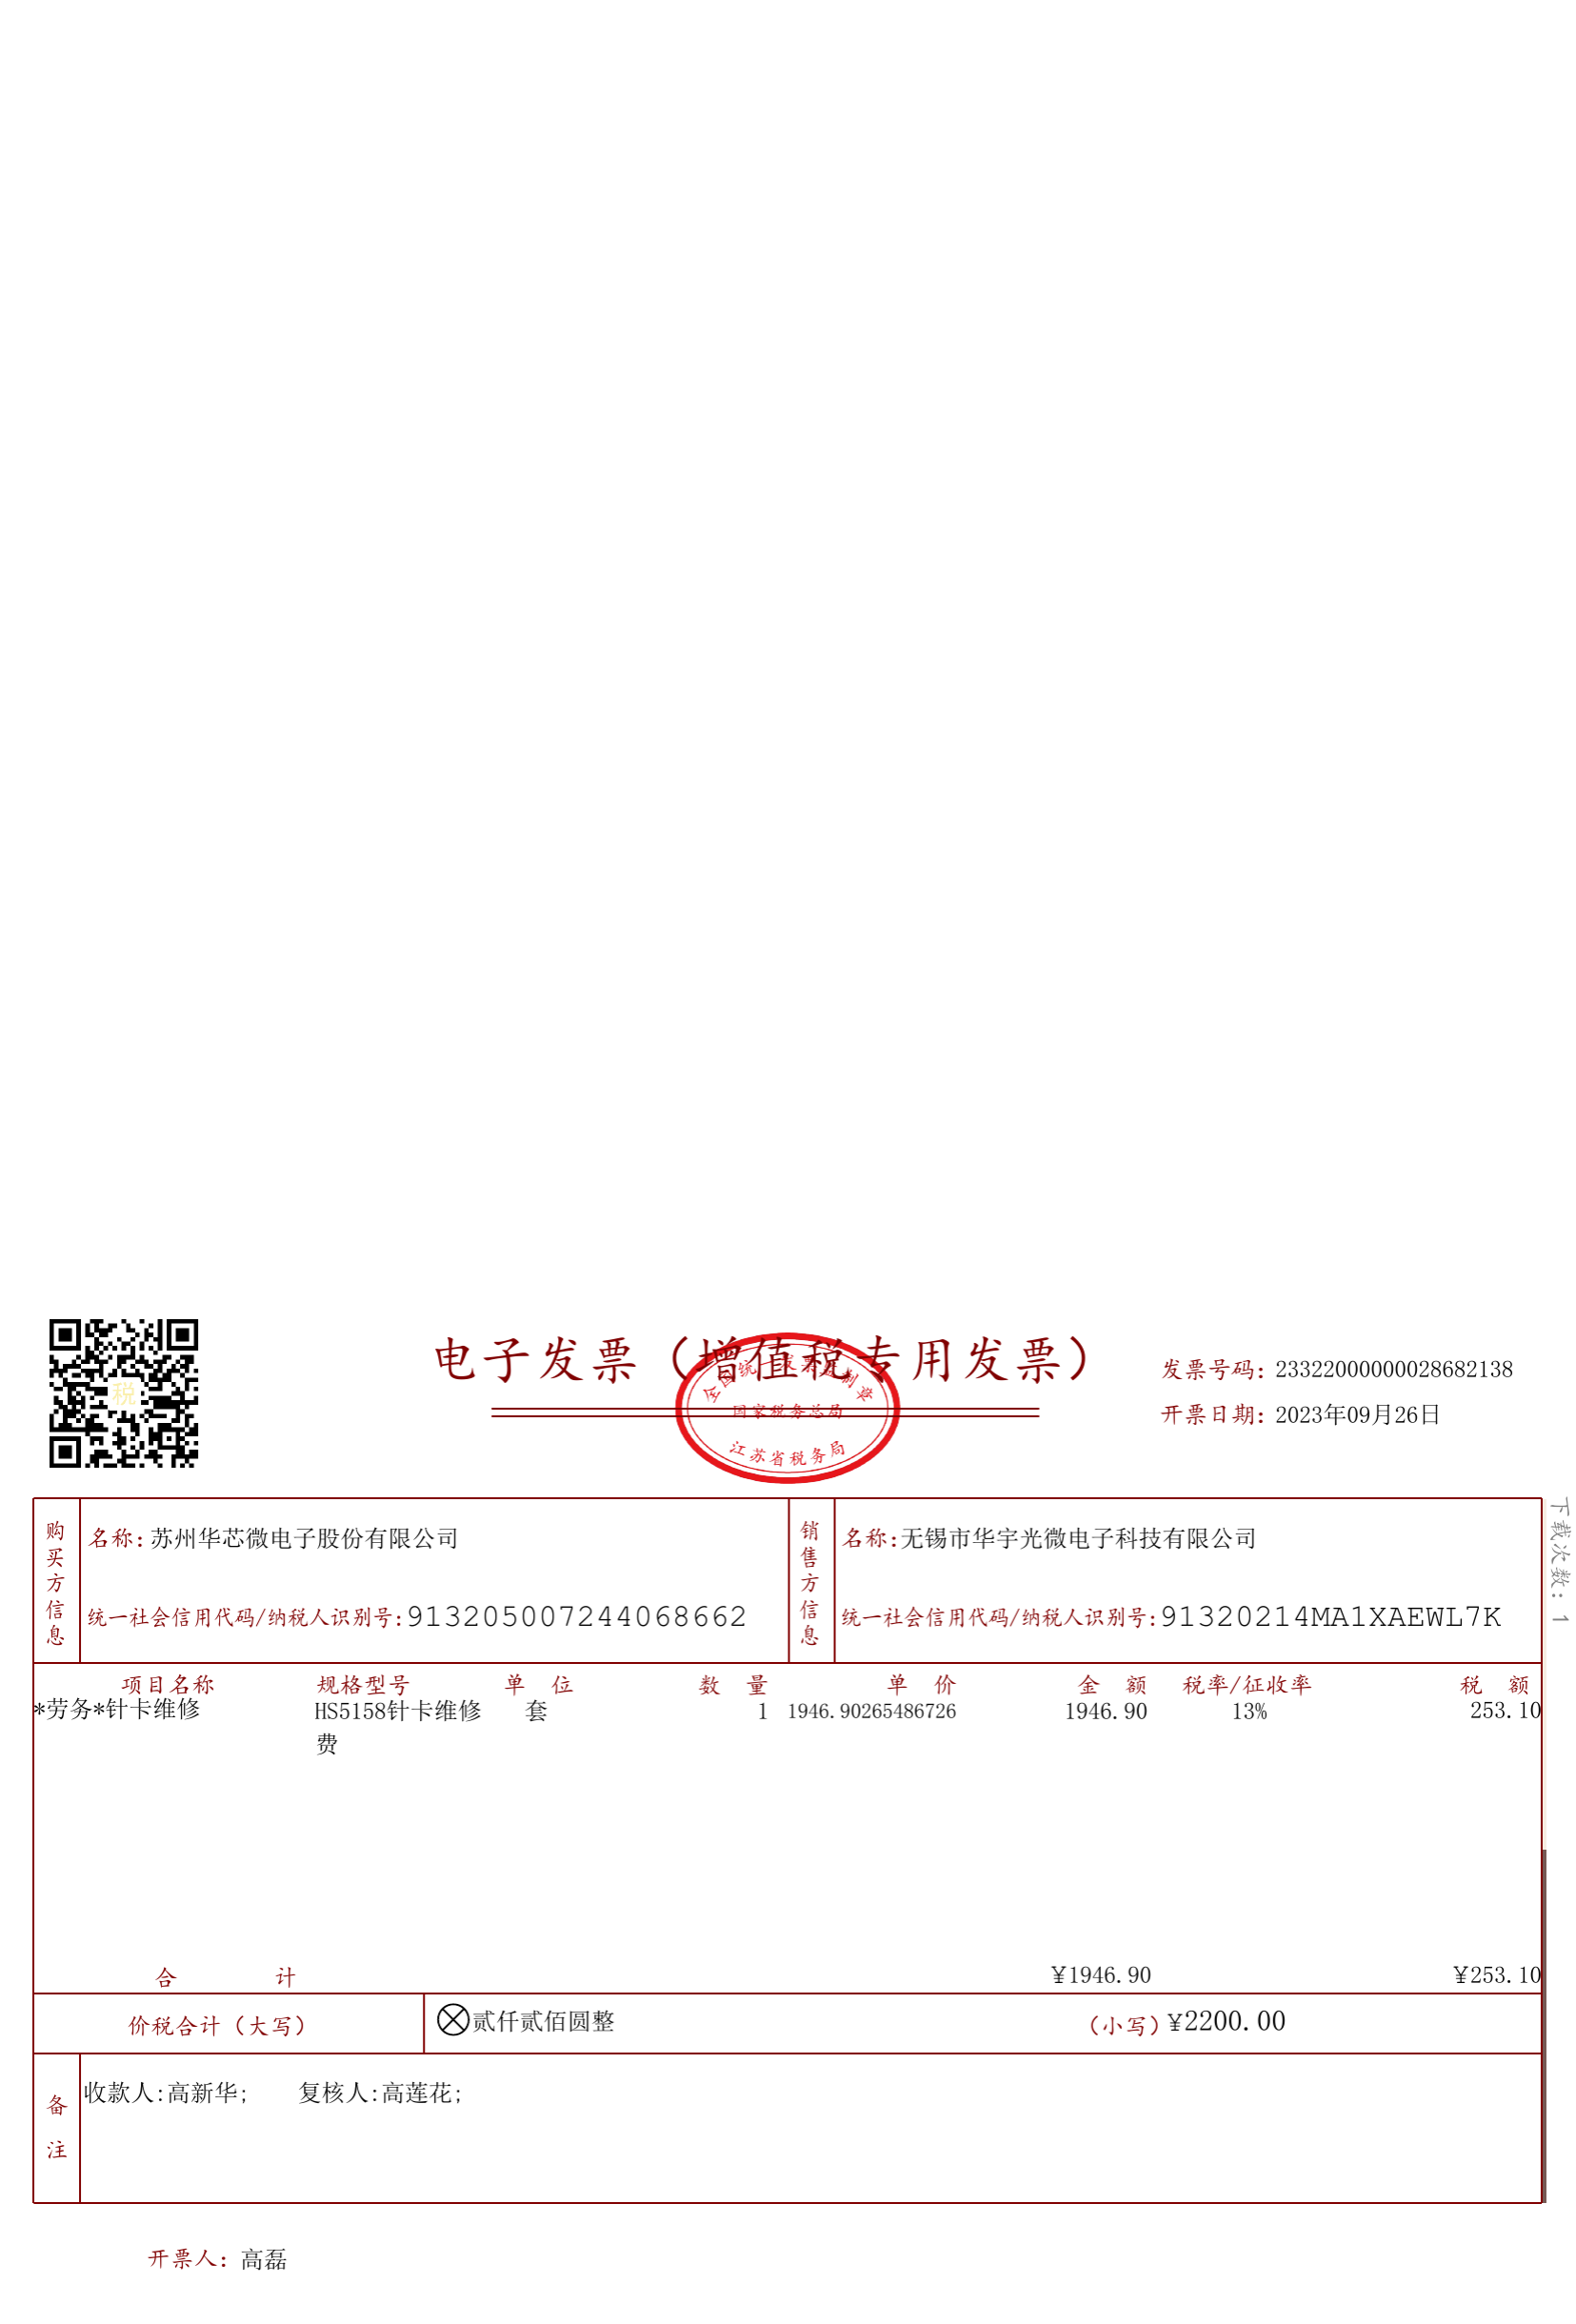 税
电子发票（增值税专用发票）
全国统一发票监制章
国家税务总局
江苏省税务局
发票号码：23322000000028682138
开票日期：2023年09月26日
下载次数：1
购买方信息
名称：苏州华芯微电子股份有限公司
统一社会信用代码/纳税人识别号：913205007244068662
销售方信息
名称：无锡市华宇光微电子科技有限公司
统一社会信用代码/纳税人识别号：91320214MA1XAEWL7K
项目名称 规格型号 单位 数量 单价 金额 税率/征收率 税额
*劳务*针卡维修 HS5158针卡维修 套 1 1946.90265486726 1946.90 13% 253.10
费
合计 ¥1946.90 ¥253.10
价税合计（大写） 贰仟贰佰圆整 （小写）¥2200.00
备注
收款人:高新华; 复核人:高莲花;
开票人：高磊